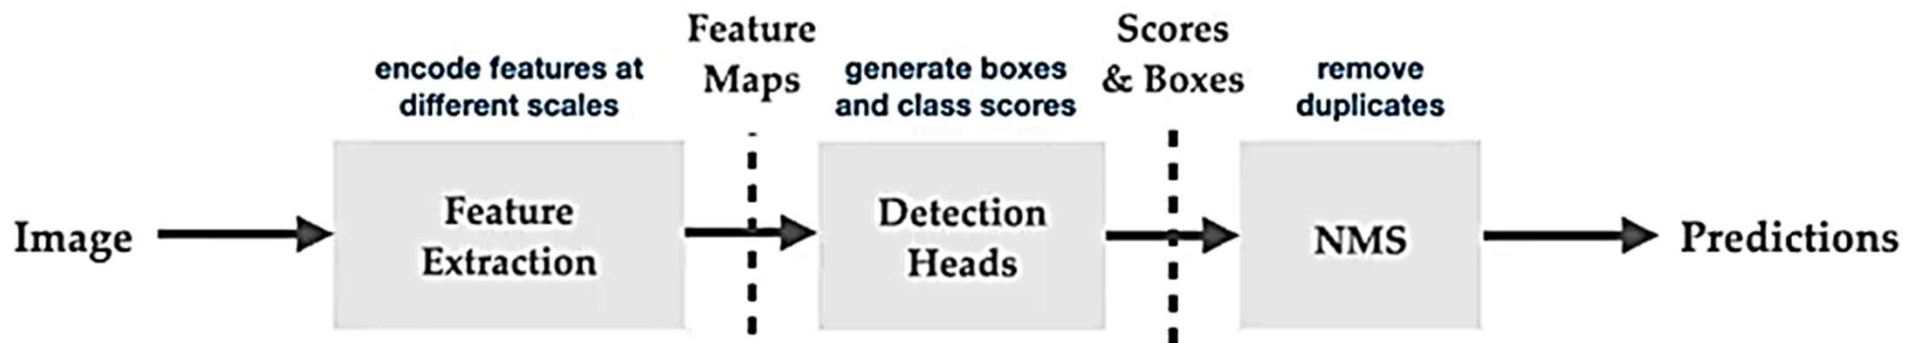 Image
encode features at
different scales
Feature
Extraction
Feature
Maps
generate boxes
and class scores
Detection
Heads
Scores
& Boxes
remove
duplicates
NMS
Predictions